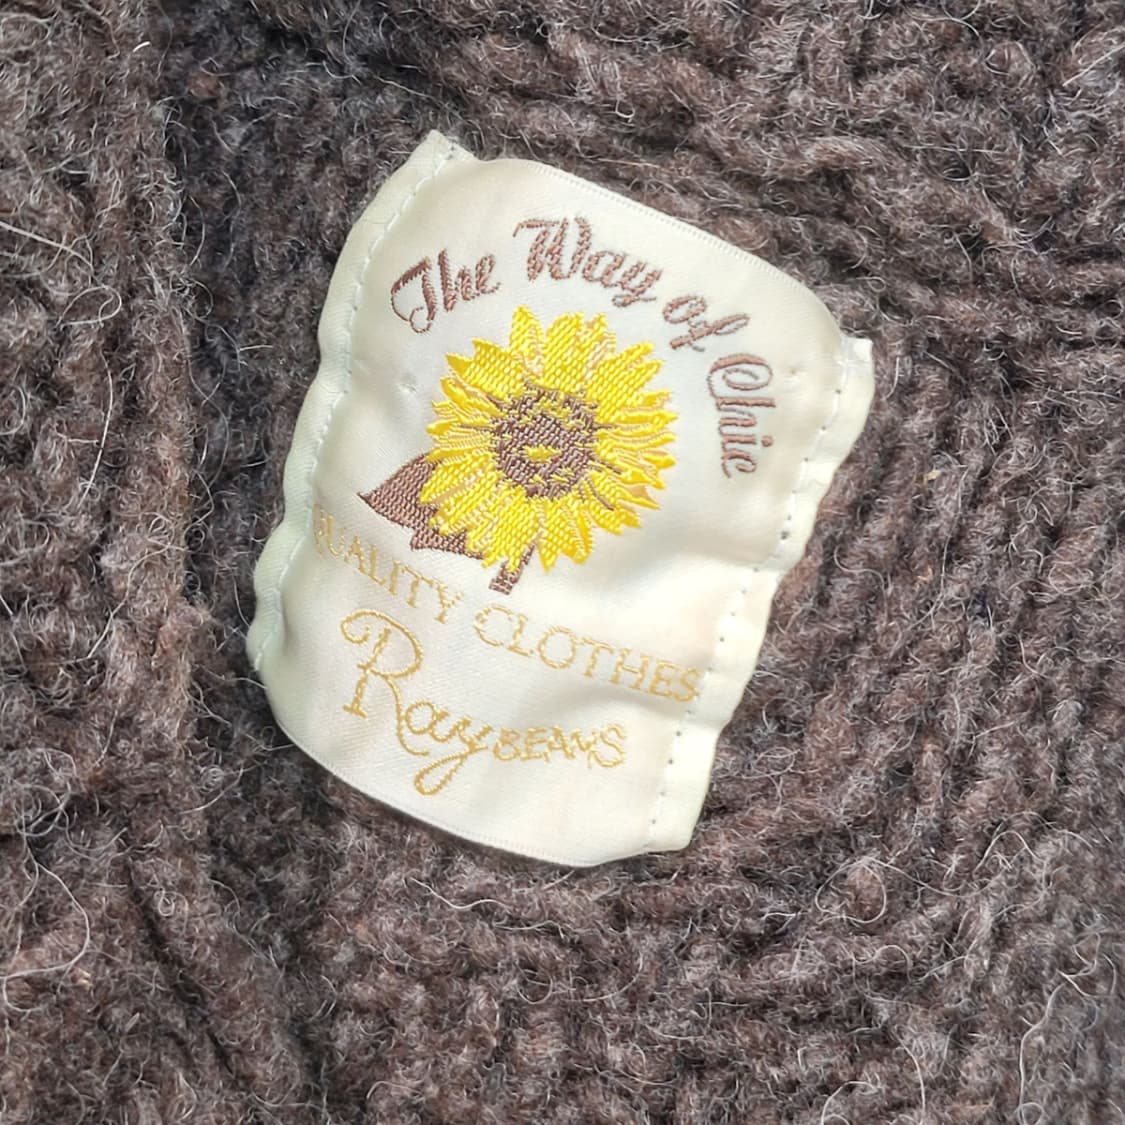 The Way of Chic
QUALITY CLOTHES
Ray BEAMS